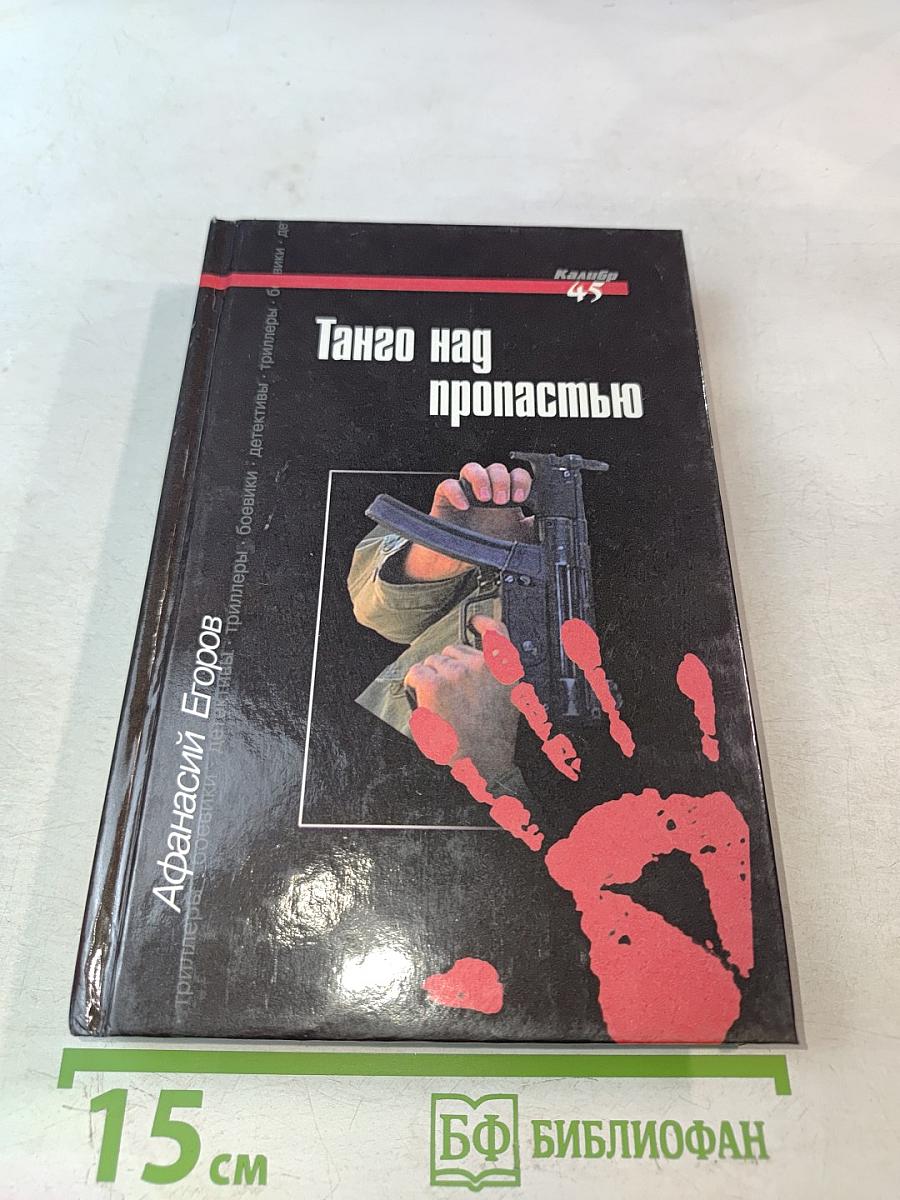 Калибр
45
Танго над
пропастью
Афанасий Егоров
триллеры · боевики · детективы · триллеры · боевики · детективы · триллеры · боевики · де
15 см
БФ БИБЛИОФАН